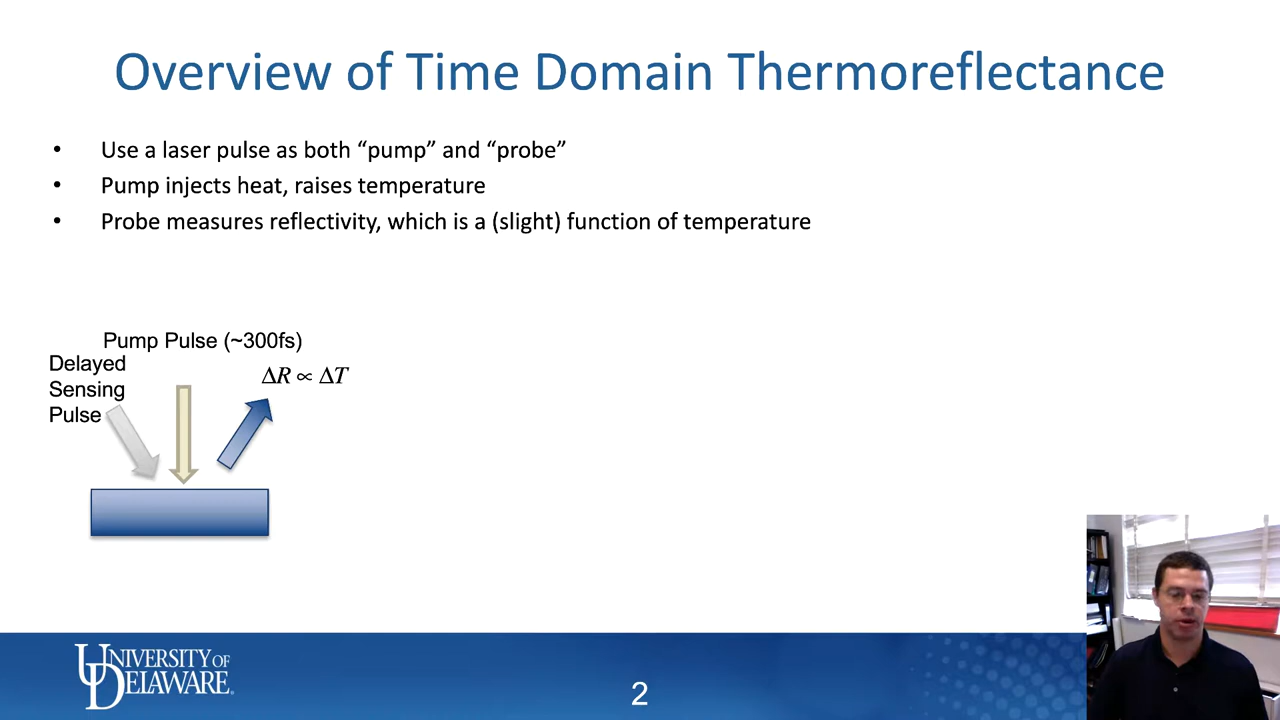 Overview of Time Domain Thermoreflectance
• Use a laser pulse as both “pump” and “probe”
• Pump injects heat, raises temperature
• Probe measures reflectivity, which is a (slight) function of temperature
Pump Pulse (~300fs)
Delayed
Sensing
Pulse
ΔR ∝ ΔT
UNIVERSITY OF
DELAWARE.
2